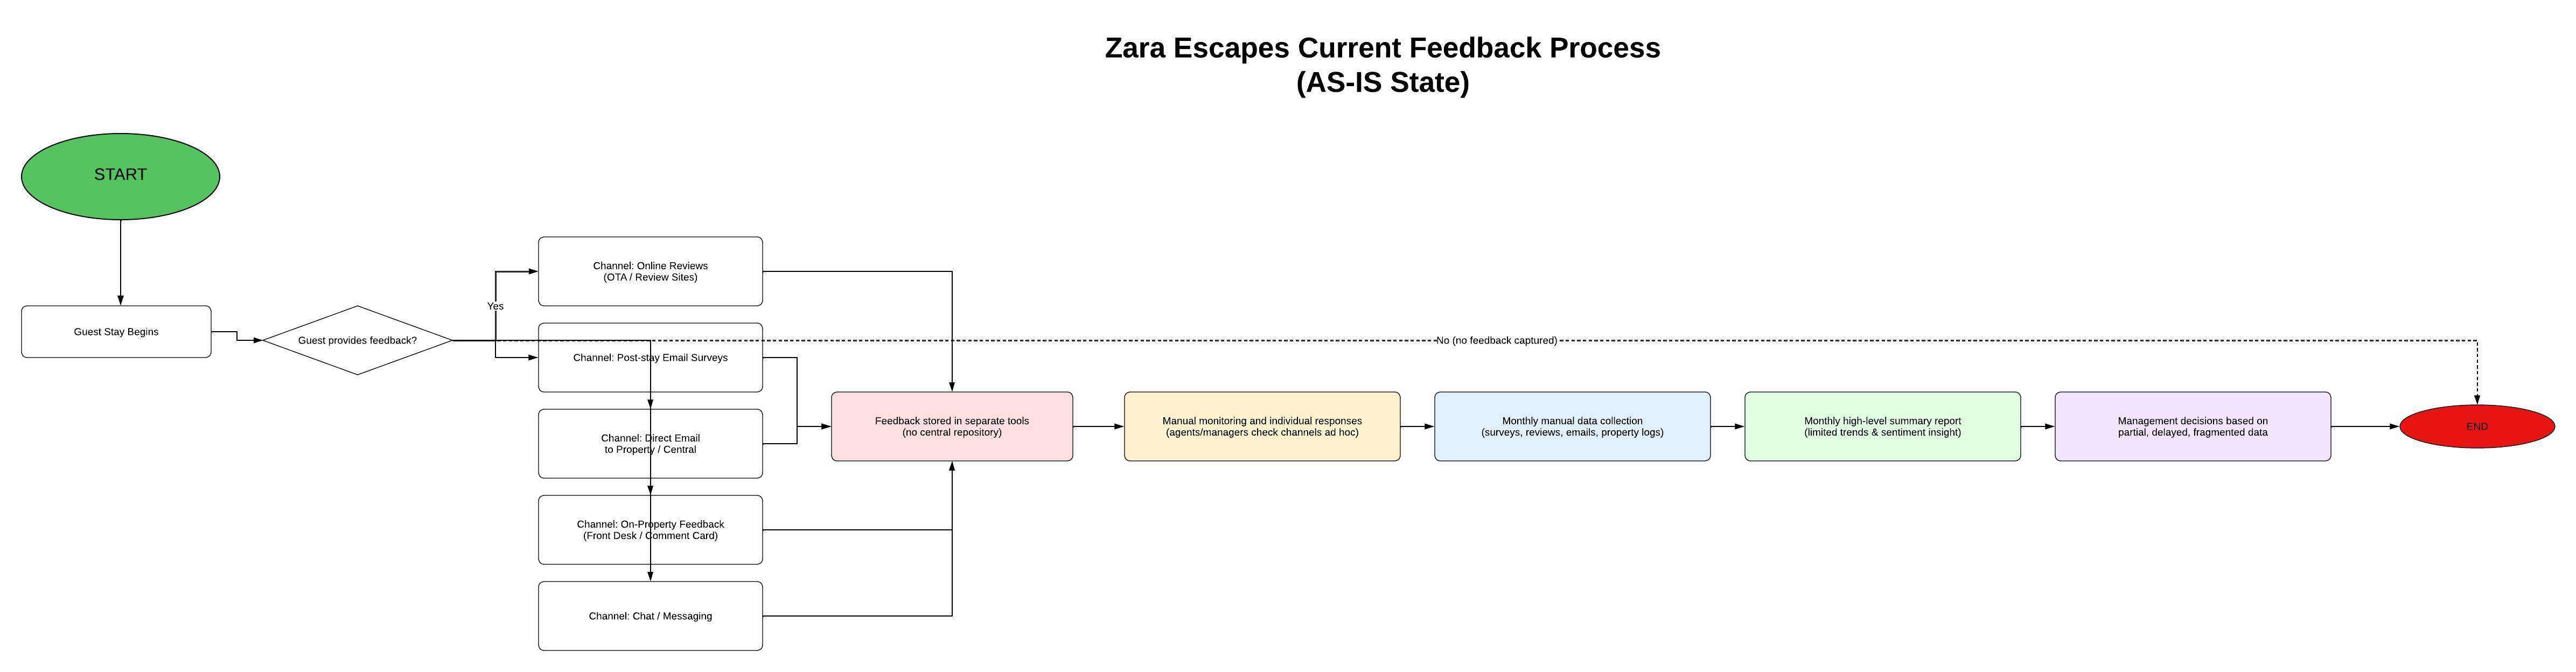 Zara Escapes Current Feedback Process
(AS-IS State)
START
Guest Stay Begins
Guest provides feedback?
Yes
Channel: Online Reviews
(OTA / Review Sites)
Channel: Post-stay Email Surveys
Channel: Direct Email
to Property / Central
Channel: On-Property Feedback
(Front Desk / Comment Card)
Channel: Chat / Messaging
No (no feedback captured)
Feedback stored in separate tools
(no central repository)
Manual monitoring and individual responses
(agents/managers check channels ad hoc)
Monthly manual data collection
(surveys, reviews, emails, property logs)
Monthly high-level summary report
(limited trends & sentiment insight)
Management decisions based on
partial, delayed, fragmented data
END